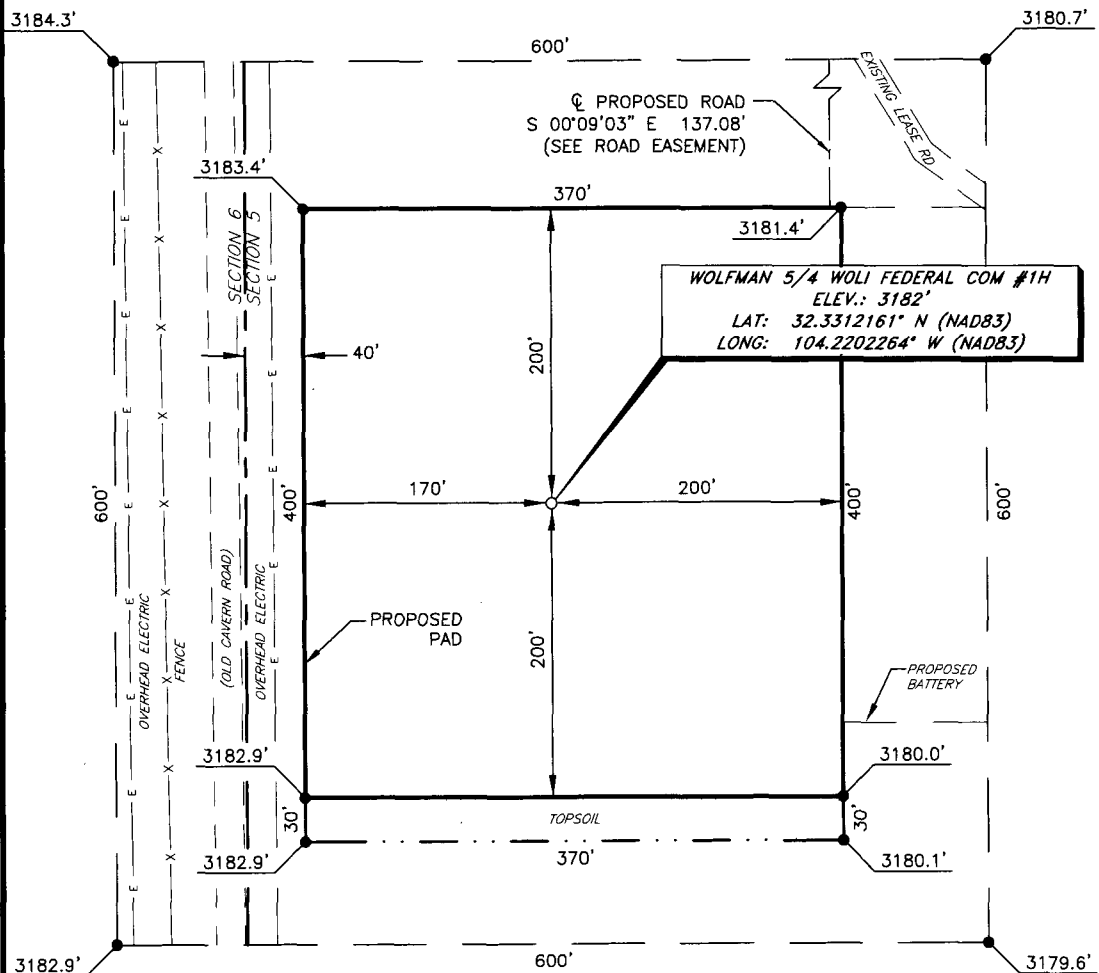 3184.3'
3180.7'
600'
EXISTING LEASE RD
℄ PROPOSED ROAD
S 00°09'03" E 137.08'
(SEE ROAD EASEMENT)
3183.4'
370'
3181.4'
SECTION 6
SECTION 5
WOLFMAN 5/4 WOLI FEDERAL COM #1H
ELEV.: 3182'
LAT: 32.3312161° N (NAD83)
LONG: 104.2202264° W (NAD83)
40'
200'
170'
200'
600'
400'
400'
600'
E
X
E
OVERHEAD ELECTRIC
FENCE
(OLD CAVERN ROAD)
OVERHEAD ELECTRIC
PROPOSED
PAD
200'
PROPOSED
BATTERY
3182.9'
3180.0'
30'
TOPSOIL
30'
3182.9'
370'
3180.1'
3182.9'
600'
3179.6'